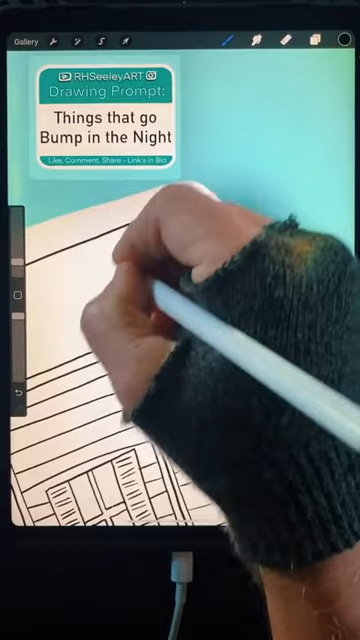 Gallery
RHSeeleyART
Drawing Prompt:
Things that go
Bump in the Night
Like, Comment, Share - Link's in Bio